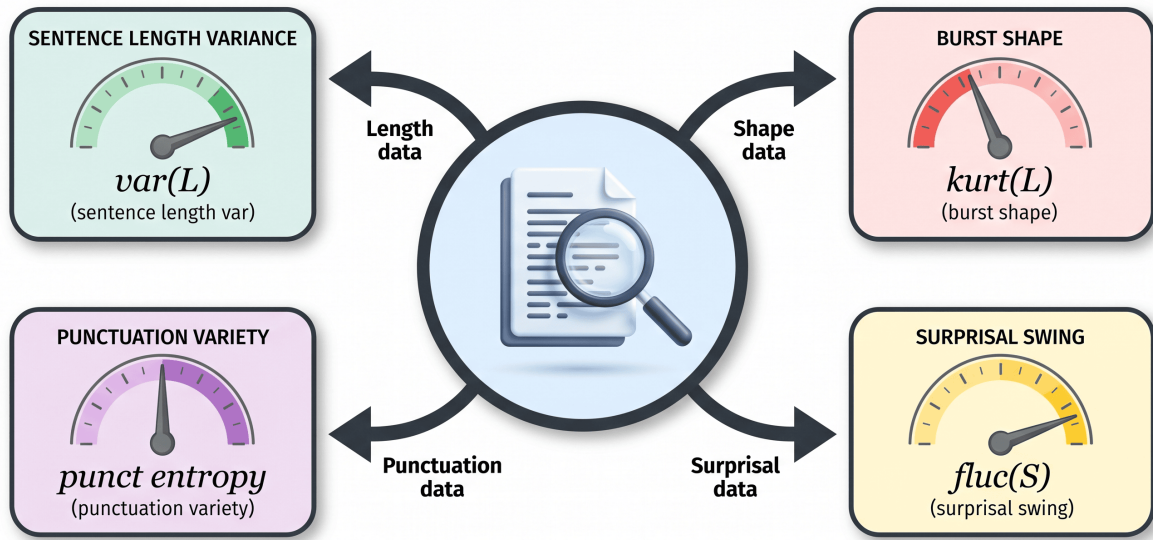 SENTENCE LENGTH VARIANCE
var(L)
(sentence length var)
Length
data
BURST SHAPE
kurt(L)
(burst shape)
Shape
data
PUNCTUATION VARIETY
punct entropy
(punctuation variety)
Punctuation
data
SURPRISAL SWING
fluc(S)
(surprisal swing)
Surprisal
data